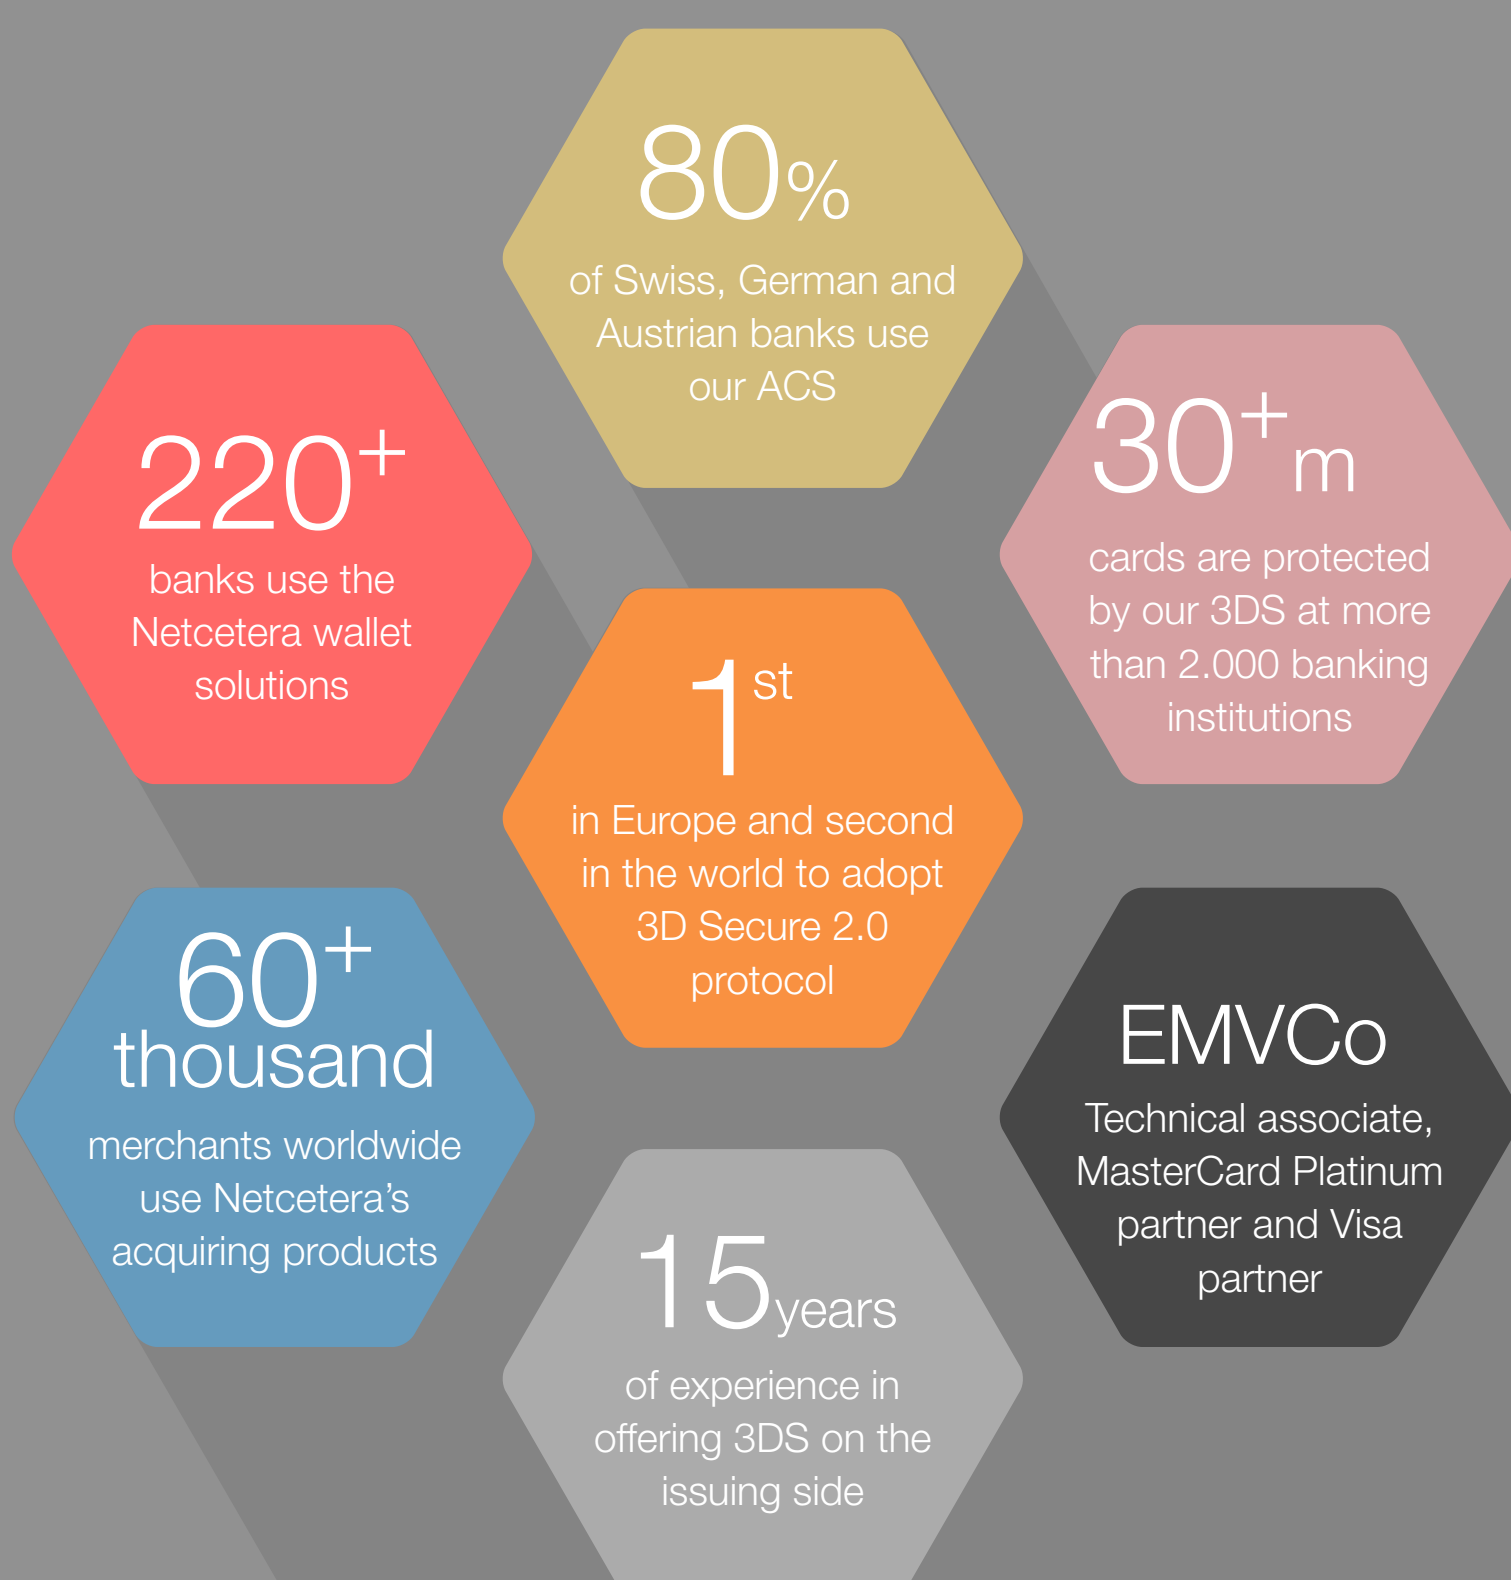 80%
of Swiss, German and
Austrian banks use
our ACS
220+
banks use the
Netcetera wallet
solutions
30+m
cards are protected
by our 3DS at more
than 2.000 banking
institutions
1st
in Europe and second
in the world to adopt
3D Secure 2.0
protocol
60+
thousand
merchants worldwide
use Netcetera’s
acquiring products
EMVCo
Technical associate,
MasterCard Platinum
partner and Visa
partner
15years
of experience in
offering 3DS on the
issuing side